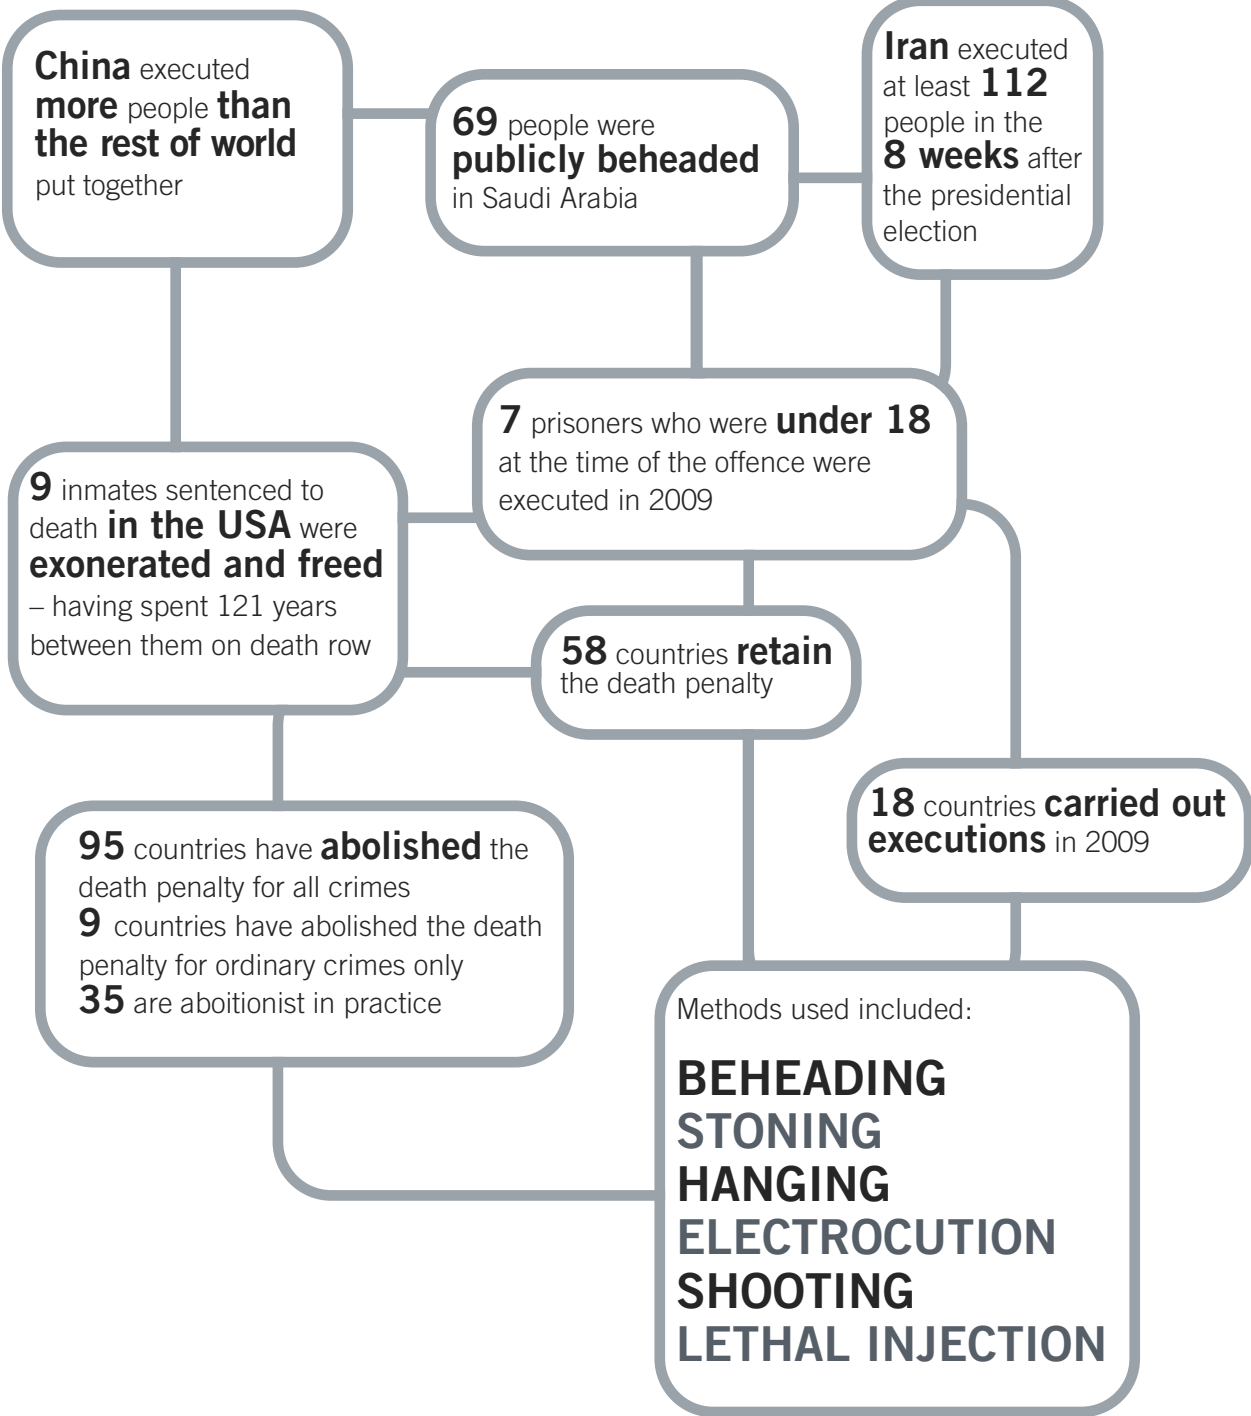 China executed
more people than
the rest of world
put together
69 people were
publicly beheaded
in Saudi Arabia
Iran executed
at least 112
people in the
8 weeks after
the presidential
election
7 prisoners who were under 18
at the time of the offence were
executed in 2009
9 inmates sentenced to
death in the USA were
exonerated and freed
– having spent 121 years
between them on death row
58 countries retain
the death penalty
18 countries carried out
executions in 2009
95 countries have abolished the
death penalty for all crimes
9 countries have abolished the death
penalty for ordinary crimes only
35 are aboitionist in practice
Methods used included:
BEHEADING
STONING
HANGING
ELECTROCUTION
SHOOTING
LETHAL INJECTION